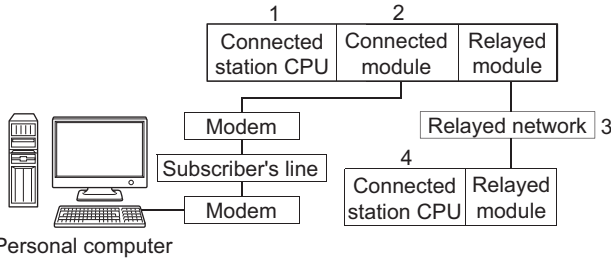 1
2
Connected
station CPU
Connected
module
Relayed
module
Modem
Relayed network
3
Subscriber's line
4
Connected
station CPU
Relayed
module
Modem
Personal computer